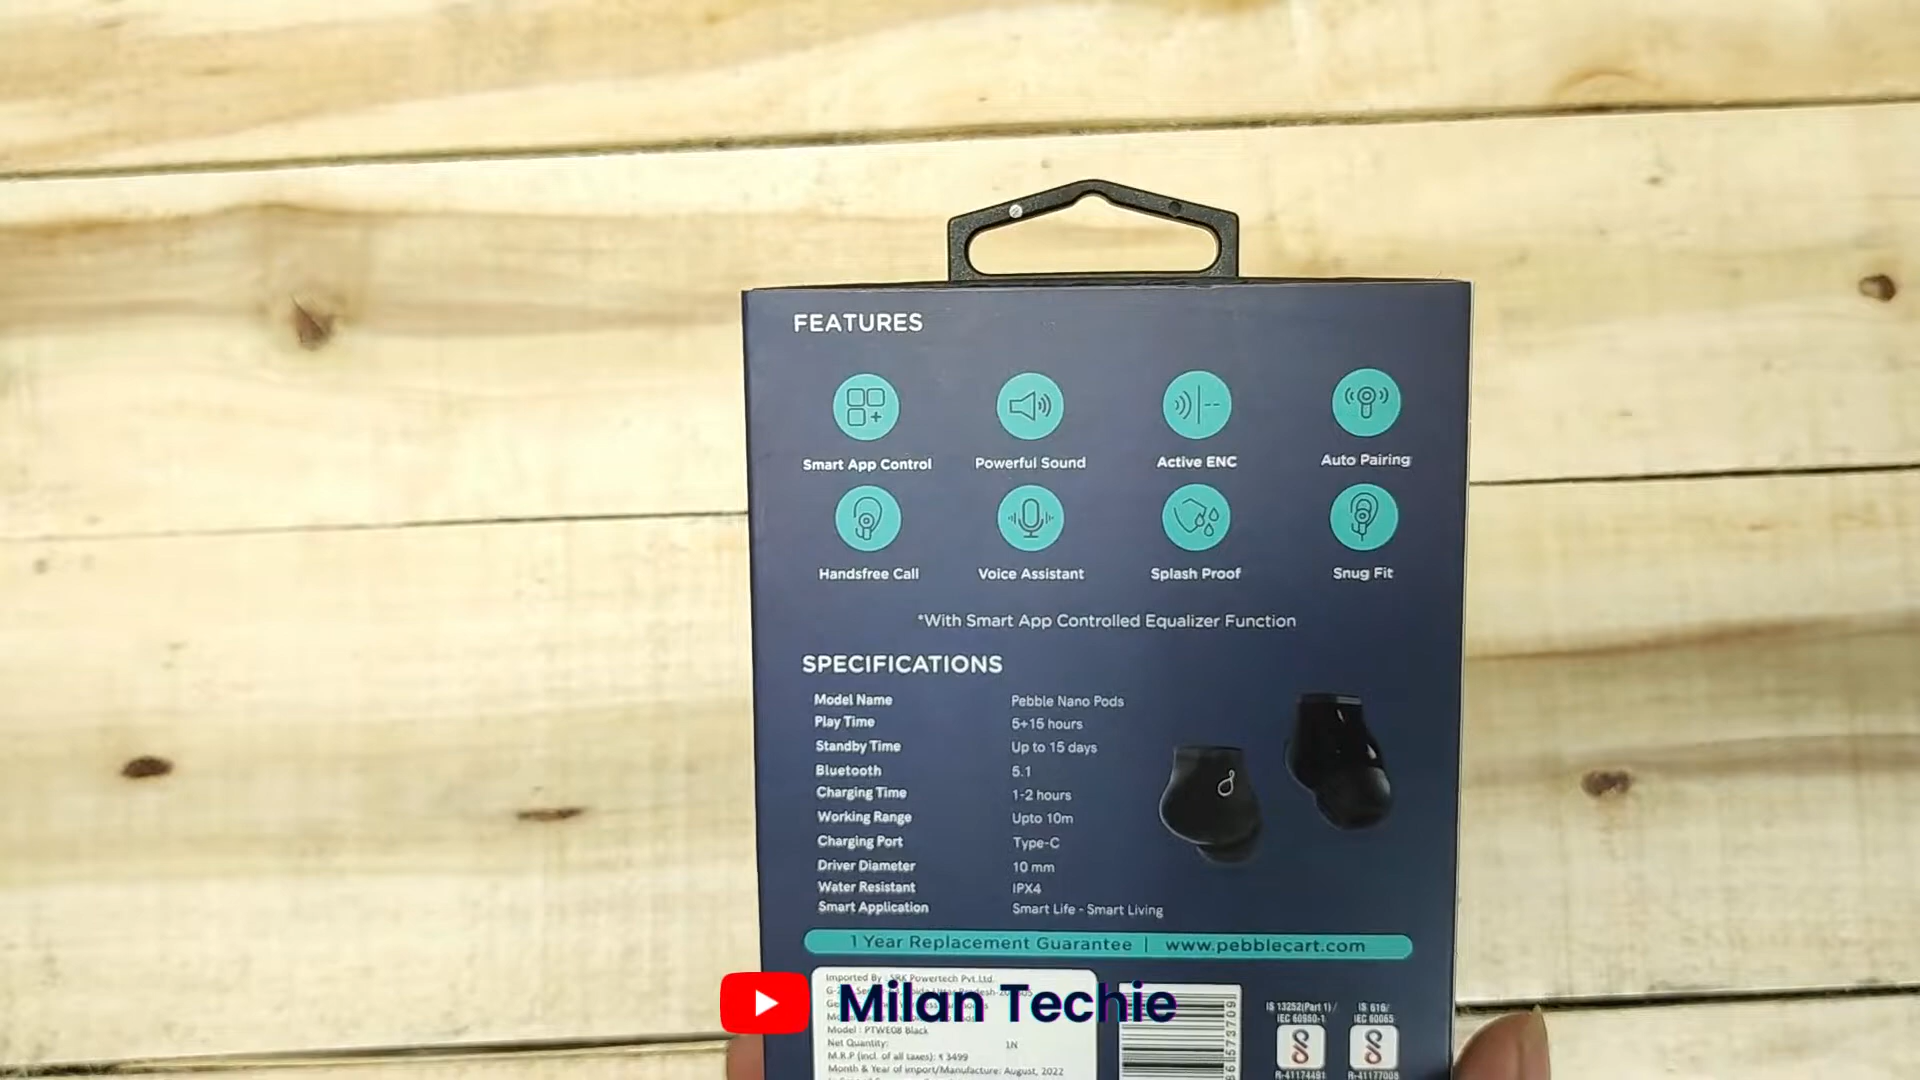 FEATURES
Smart App Control
Powerful Sound
Active ENC
Auto Pairing
Handsfree Call
Voice Assistant
Splash Proof
Snug Fit
*With Smart App Controlled Equalizer Function
SPECIFICATIONS
Model Name Pebble Nano Pods
Play Time 5+15 hours
Standby Time Up to 15 days
Bluetooth 5.1
Charging Time 1-2 hours
Working Range Upto 10m
Charging Port Type-C
Driver Diameter 10 mm
Water Resistant IPX4
Smart Application Smart Life - Smart Living
1 Year Replacement Guarantee | www.pebblecart.com
Imported By : SRK Powertech Pvt.Ltd.
Milan Techie
Model : PTWE08 Black
Net Quantity: 1N
M.R.P (incl. of all taxes): ₹ 3499
Month & Year of import/Manufacture: August, 2022
IS 13252(Part 1) /
IEC 60950-1
IS 616/
IEC 60065
R-41174491
R-41177008